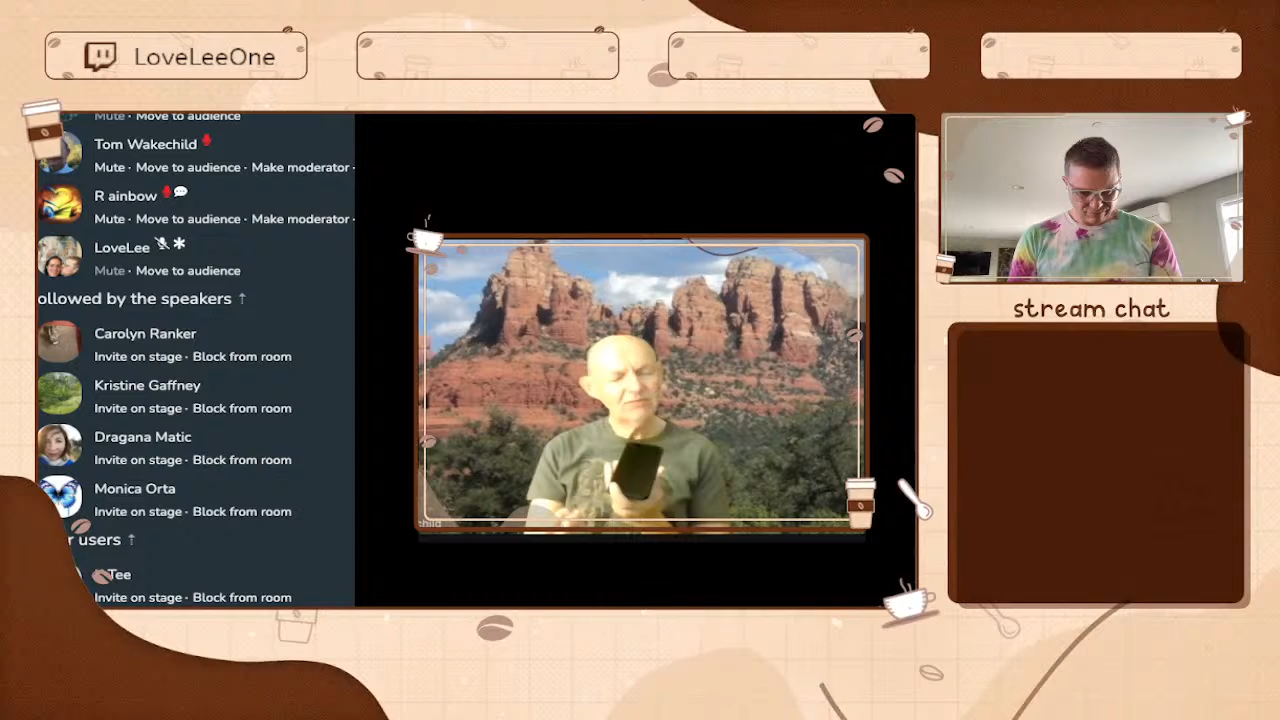 LoveLeeOne
Mute · Move to audience
Tom Wakechild
Mute · Move to audience · Make moderator ·
R ainbow
Mute · Move to audience · Make moderator ·
LoveLee
Mute · Move to audience
ollowed by the speakers ↑
Carolyn Ranker
Invite on stage · Block from room
Kristine Gaffney
Invite on stage · Block from room
Dragana Matic
Invite on stage · Block from room
Monica Orta
Invite on stage · Block from room
r users ↑
Tee
Invite on stage · Block from room
child
stream chat